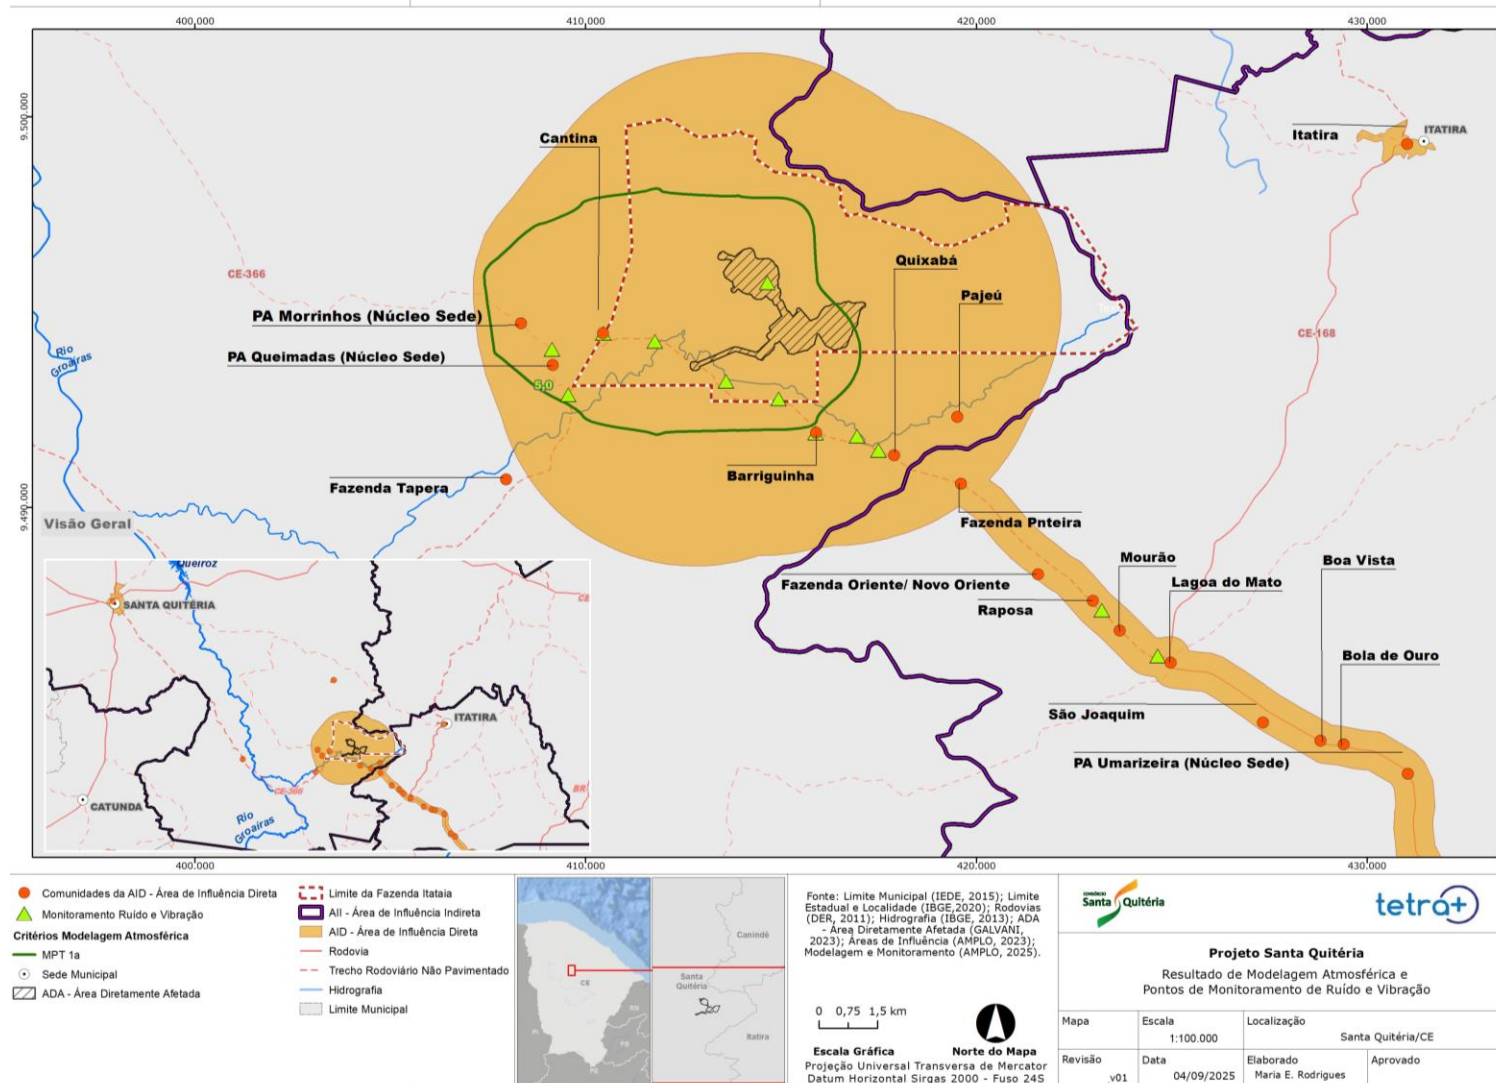 400.000
410.000
420.000
430.000
9.500.000
9.490.000
Cantina
Itatira
ITATIRA
CE-366
Quixabá
Pajeú
PA Morrinhos (Núcleo Sede)
CE-168
Rio
Groaíras
PA Queimadas (Núcleo Sede)
5,0
Barriguinha
Fazenda Tapera
Fazenda Pnteira
Visão Geral
Mourão
Boa Vista
Fazenda Oriente/ Novo Oriente
Lagoa do Mato
Raposa
Bola de Ouro
São Joaquim
PA Umarizeira (Núcleo Sede)
Queiroz
SANTA QUITÉRIA
CE
ITATIRA
CE-366
BR
CATUNDA
Rio
Groaíras
400.000
410.000
420.000
430.000
Comunidades da AID - Área de Influência Direta
Monitoramento Ruído e Vibração
Critérios Modelagem Atmosférica
MPT 1a
Sede Municipal
ADA - Área Diretamente Afetada
Limite da Fazenda Itataia
AII - Área de Influência Indireta
AID - Área de Influência Direta
Rodovia
Trecho Rodoviário Não Pavimentado
Hidrografia
Limite Municipal
CE
RN
PB
PI
PE
Canindé
Santa
Quitéria
Itatira
Fonte: Limite Municipal (IEDE, 2015); Limite
Estadual e Localidade (IBGE,2020); Rodovias
(DER, 2011); Hidrografia (IBGE, 2013); ADA
- Área Diretamente Afetada (GALVANI,
2023); Áreas de Influência (AMPLO, 2023);
Modelagem e Monitoramento (AMPLO, 2025).
0 0,75 1,5 km
Escala Gráfica
Norte do Mapa
Projeção Universal Transversa de Mercator
Datum Horizontal Sirgas 2000 - Fuso 24S
CONSÓRCIO
Santa Quitéria
tetra+
Projeto Santa Quitéria
Resultado de Modelagem Atmosférica e
Pontos de Monitoramento de Ruído e Vibração
Mapa
Escala
1:100.000
Localização
Santa Quitéria/CE
Revisão
v01
Data
04/09/2025
Elaborado
Maria E. Rodrigues
Aprovado